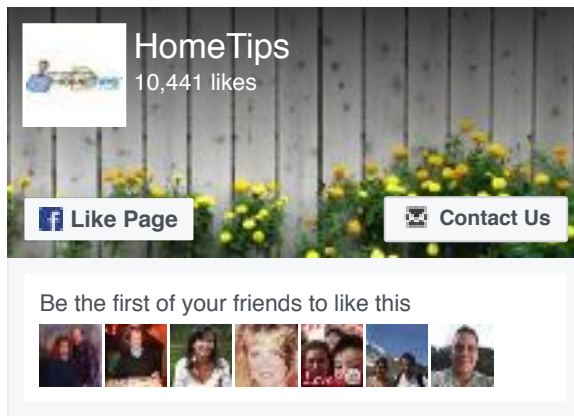 HomeTips
10,441 likes
Like Page
Contact Us
Be the first of your friends to like this